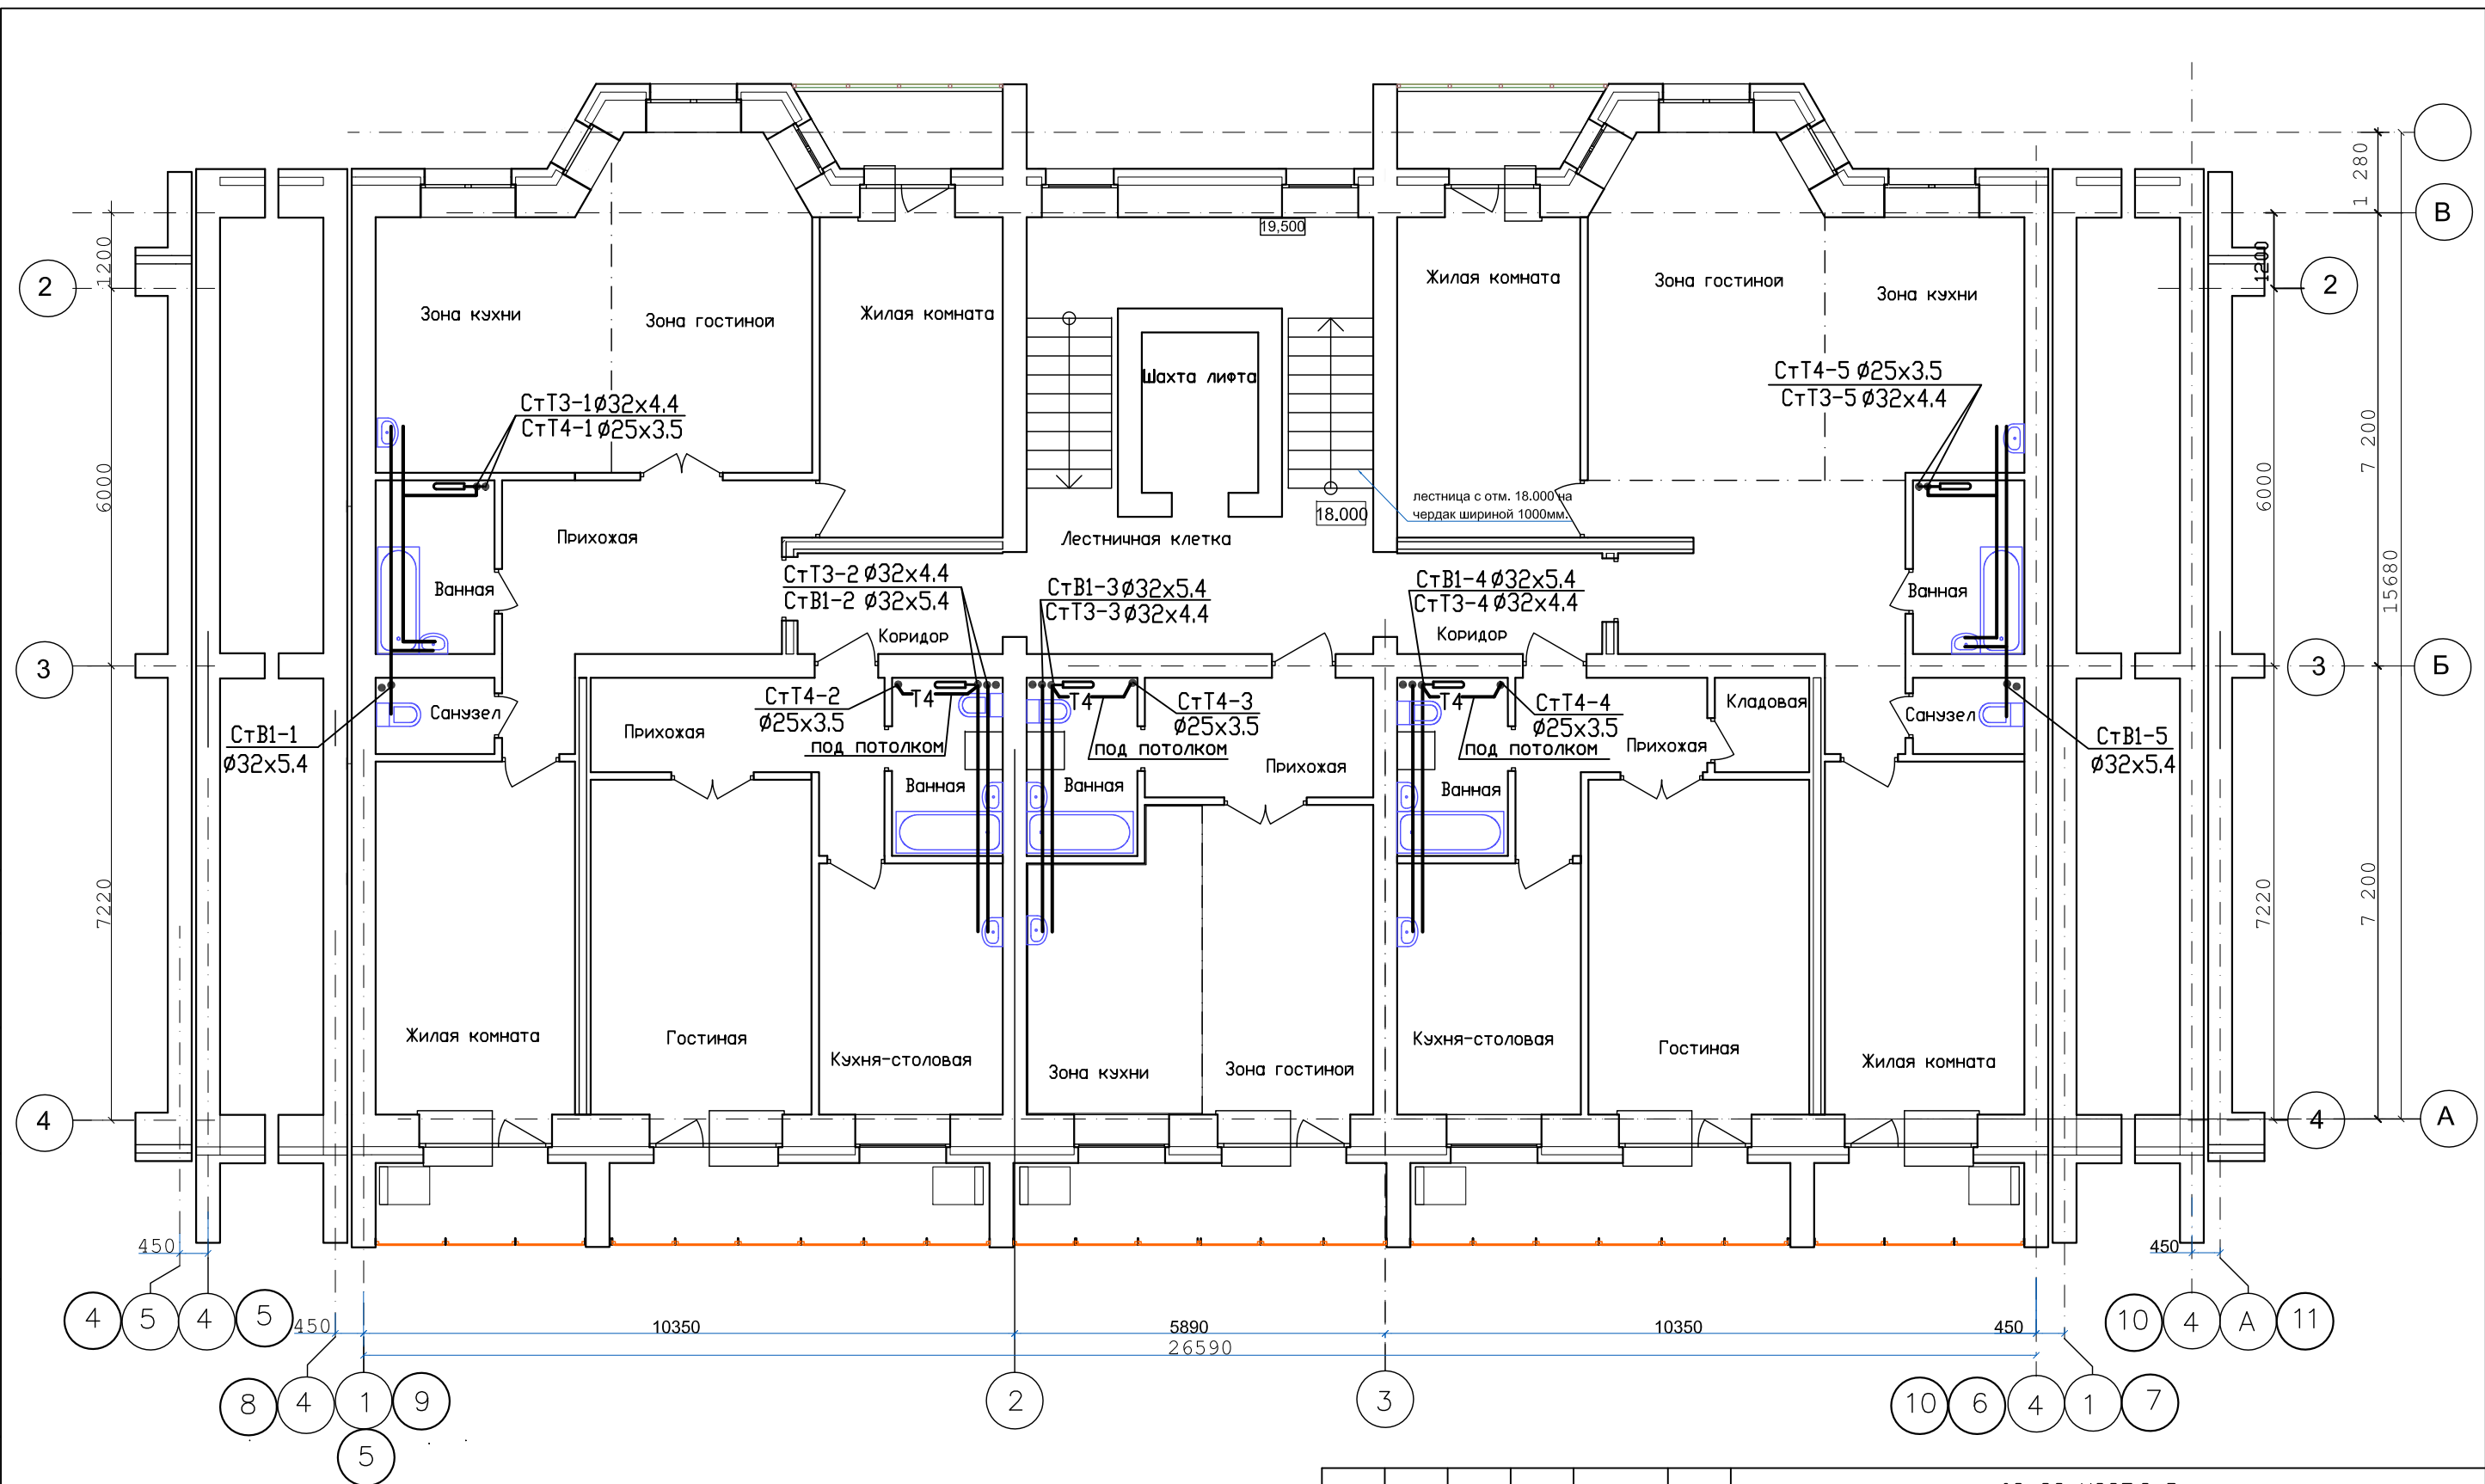 1 280
В
1200
19,500
1200
2
2
Жилая комната
Зона гостиной
Зона кухни
Зона кухни
Зона гостиной
Жилая комната
Шахта лифта
СтТ4-5 Ø25х3.5
СтТ3-5 Ø32х4.4
СтТ3-1Ø32х4.4
СтТ4-1Ø25х3.5
7 200
6000
6000
лестница с отм. 18.000 на
чердак шириной 1000мм.
18.000
Прихожая
Лестничная клетка
15680
СтТ3-2 Ø32х4.4
СтВ1-2 Ø32х5.4
СтВ1-3Ø32х5.4
СтТ3-3Ø32х4.4
СтВ1-4Ø32х5.4
СтТ3-4Ø32х4.4
Ванная
Ванная
Коридор
Коридор
3
3
Б
СтТ4-2
Ø25х3.5
Т4
под потолком
Т4
СтТ4-3
Ø25х3.5
под потолком
Т4
СтТ4-4
Ø25х3.5
под потолком
Кладовая
Санузел
Санузел
СтВ1-1
Ø32х5.4
Прихожая
Прихожая
Прихожая
СтВ1-5
Ø32х5.4
Ванная
Ванная
Ванная
7220
7220
7 200
Жилая комната
Гостиная
Кухня-столовая
Зона кухни
Зона гостиной
Кухня-столовая
Гостиная
Жилая комната
4
4
А
450
450
4
5
4
5
10
4
А
11
450
10350
5890
10350
450
26590
8
4
1
9
2
3
10
6
4
1
7
5